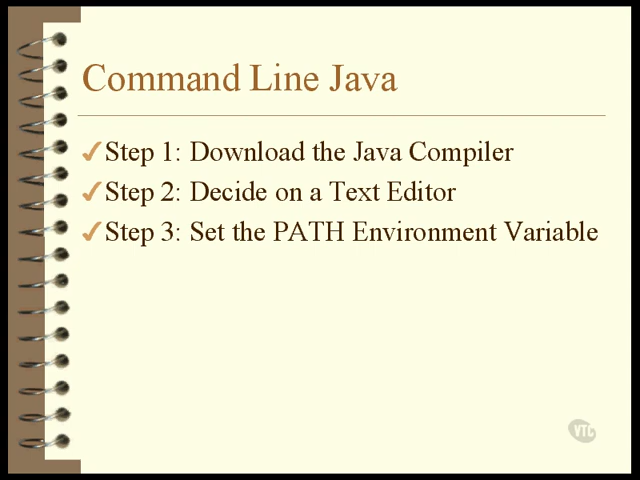 Command Line Java
Step 1: Download the Java Compiler
Step 2: Decide on a Text Editor
Step 3: Set the PATH Environment Variable
VTC